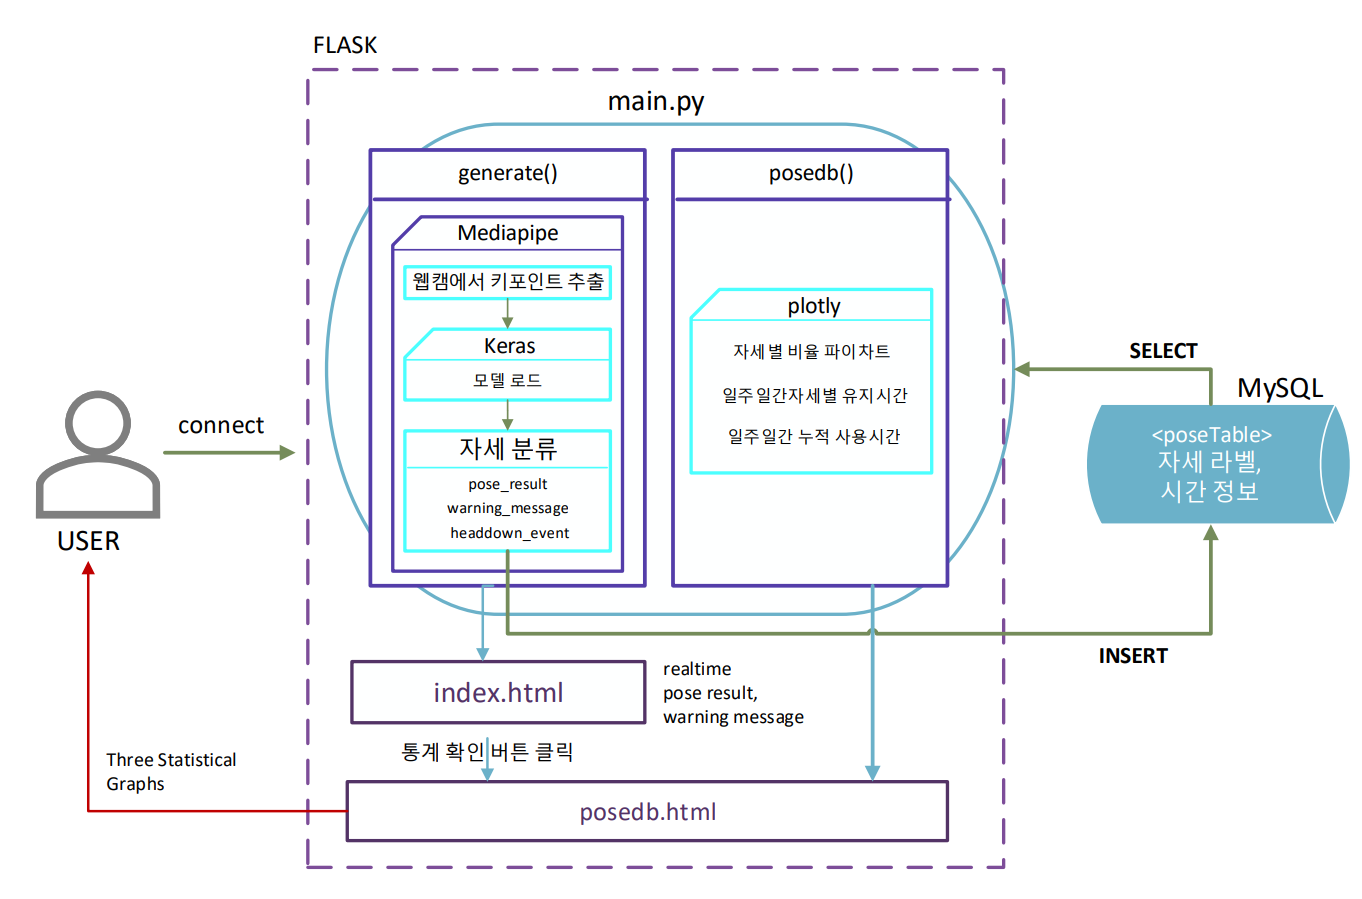 FLASK
main.py
generate()
Mediapipe
웹캠에서 키포인트 추출
Keras
모델 로드
자세 분류
pose_result
warning_message
headdown_event
posedb()
plotly
자세별 비율 파이차트
일주일간자세별 유지시간
일주일간 누적 사용시간
connect
USER
SELECT
MySQL
<poseTable>
자세 라벨,
시간 정보
INSERT
index.html
realtime
pose result,
warning message
통계 확인 버튼 클릭
Three Statistical
Graphs
posedb.html